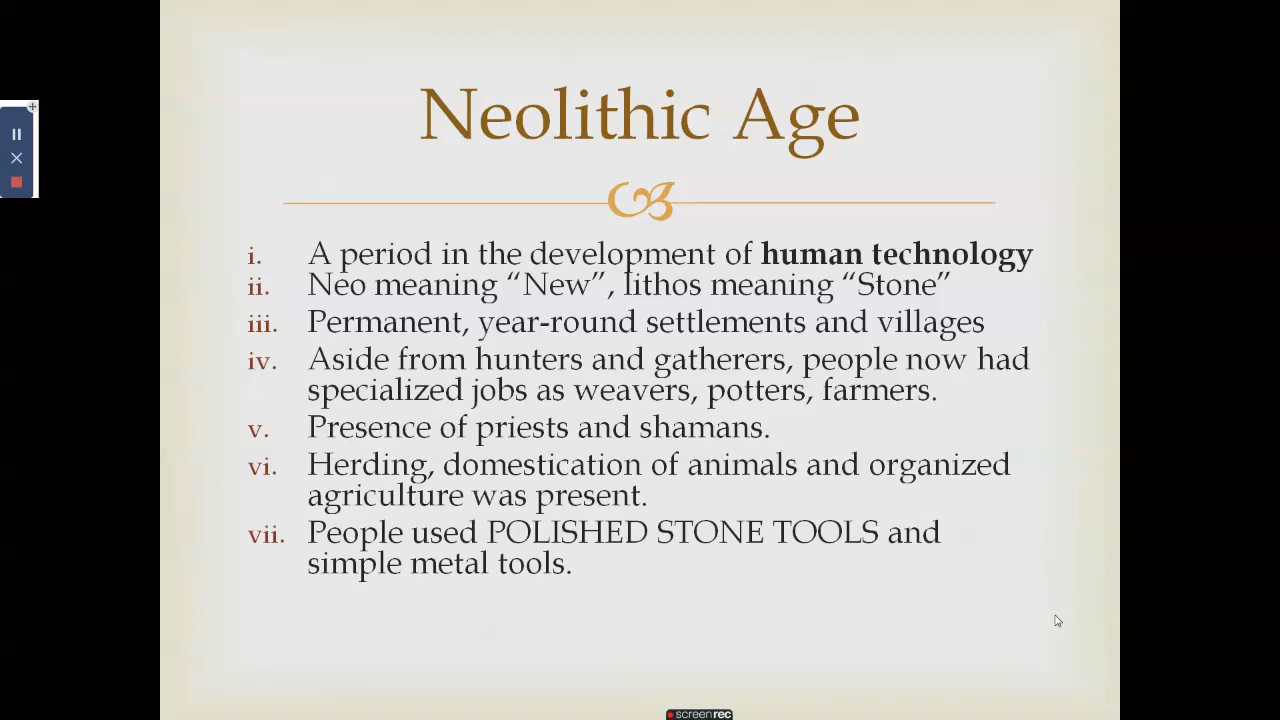 Neolithic Age
i. A period in the development of human technology
ii. Neo meaning “New”, lithos meaning “Stone”
iii. Permanent, year-round settlements and villages
iv. Aside from hunters and gatherers, people now had
specialized jobs as weavers, potters, farmers.
v. Presence of priests and shamans.
vi. Herding, domestication of animals and organized
agriculture was present.
vii. People used POLISHED STONE TOOLS and
simple metal tools.
screenrec